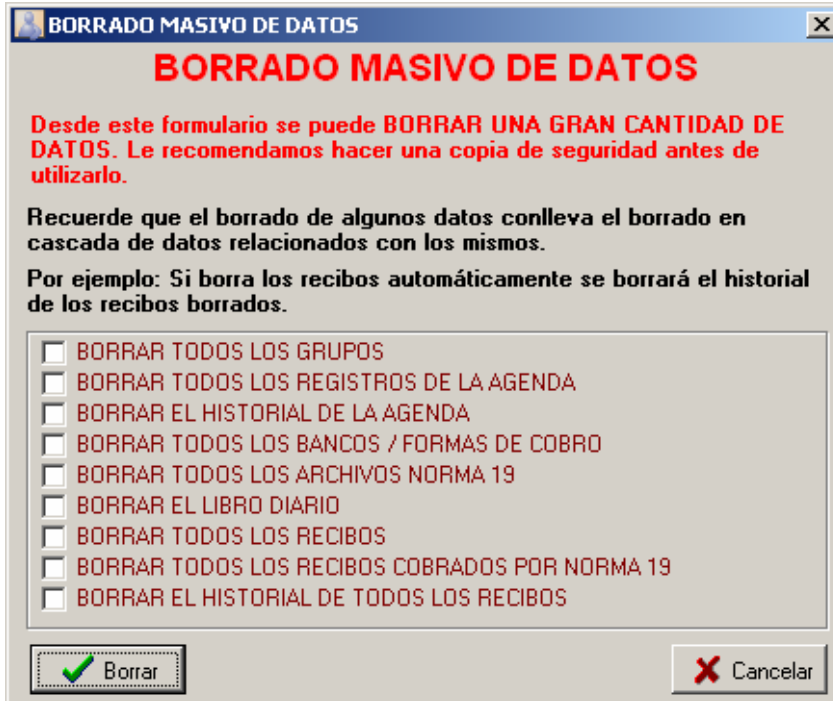 BORRADO MASIVO DE DATOS
BORRADO MASIVO DE DATOS
Desde este formulario se puede BORRAR UNA GRAN CANTIDAD DE
DATOS. Le recomendamos hacer una copia de seguridad antes de
utilizarlo.
Recuerde que el borrado de algunos datos conlleva el borrado en
cascada de datos relacionados con los mismos.
Por ejemplo: Si borra los recibos automáticamente se borrará el historial
de los recibos borrados.
BORRAR TODOS LOS GRUPOS
BORRAR TODOS LOS REGISTROS DE LA AGENDA
BORRAR EL HISTORIAL DE LA AGENDA
BORRAR TODOS LOS BANCOS / FORMAS DE COBRO
BORRAR TODOS LOS ARCHIVOS NORMA 19
BORRAR EL LIBRO DIARIO
BORRAR TODOS LOS RECIBOS
BORRAR TODOS LOS RECIBOS COBRADOS POR NORMA 19
BORRAR EL HISTORIAL DE TODOS LOS RECIBOS
Borrar
Cancelar